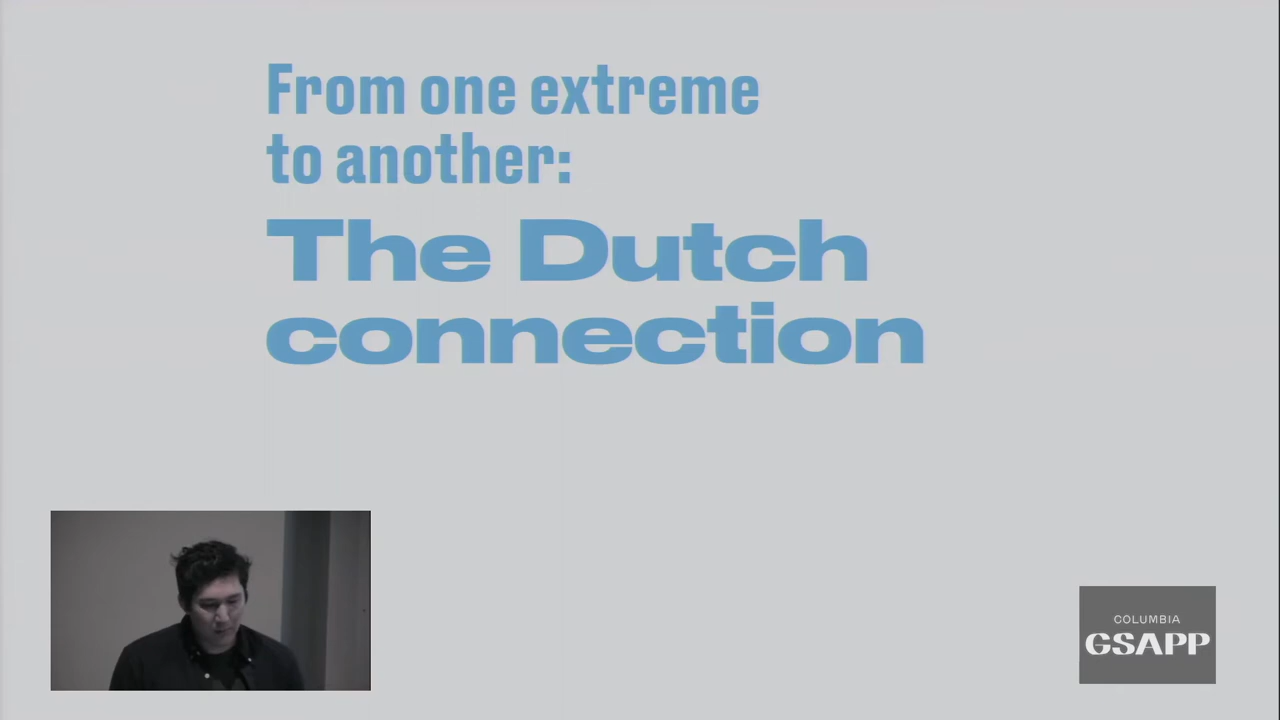 From one extreme
to another:
The Dutch
connection
COLUMBIA
GSAPP